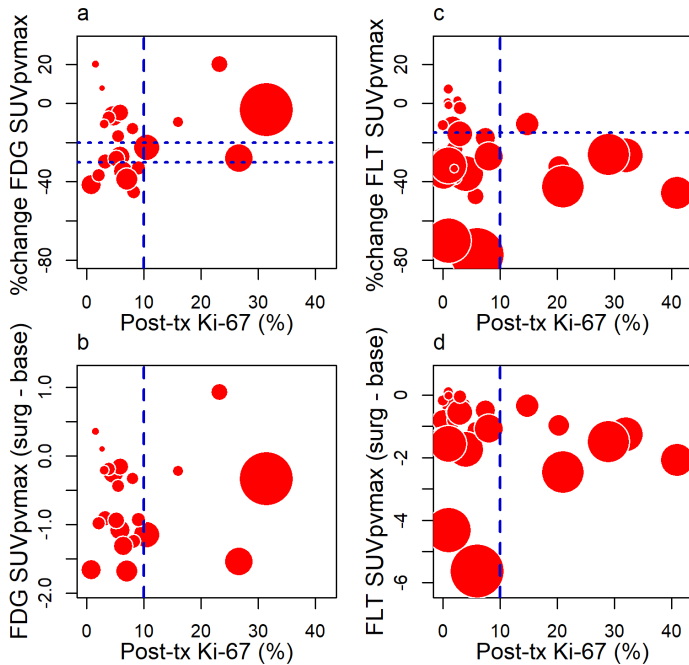 a
%change FDG SUVpvmax
20
0
-40
-80
0 10 20 30 40
Post-tx Ki-67 (%)
c
%change FLT SUVpvmax
20
0
-40
-80
0 10 20 30 40
Post-tx Ki-67 (%)
b
FDG SUVpvmax (surg - base)
1.0
0.0
-1.0
-2.0
0 10 20 30 40
Post-tx Ki-67 (%)
d
FLT SUVpvmax (surg - base)
0
-2
-4
-6
0 10 20 30 40
Post-tx Ki-67 (%)